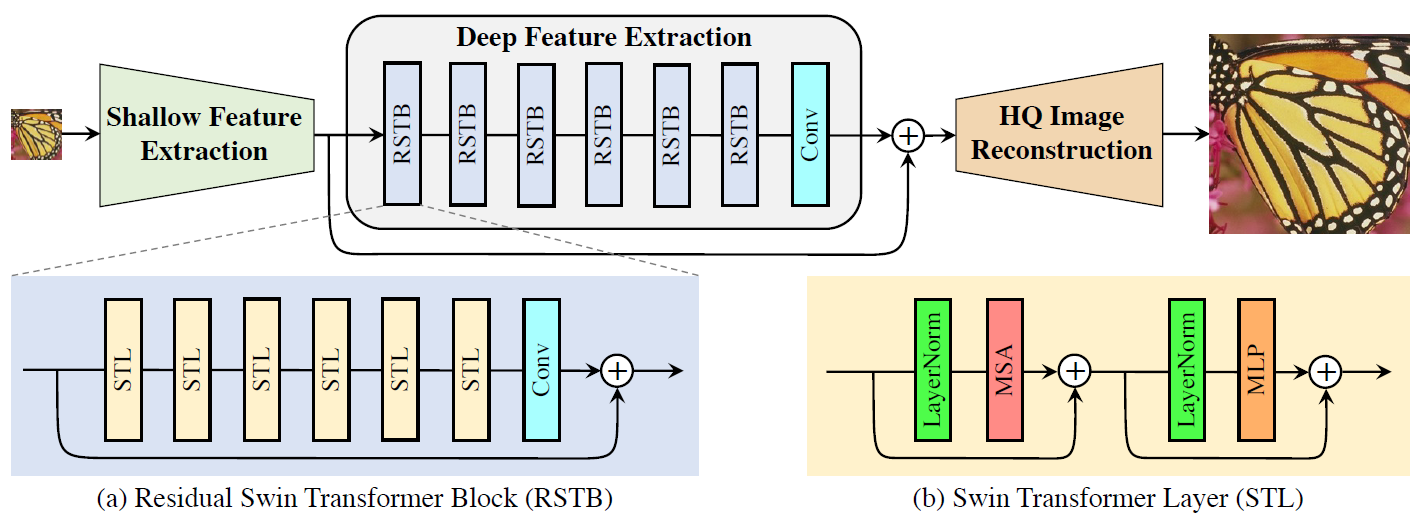 Deep Feature Extraction
Shallow Feature
Extraction
RSTB
RSTB
RSTB
RSTB
RSTB
RSTB
Conv
+
HQ Image
Reconstruction
STL
STL
STL
STL
STL
STL
Conv
+
(a) Residual Swin Transformer Block (RSTB)
LayerNorm
MSA
+
LayerNorm
MLP
+
(b) Swin Transformer Layer (STL)